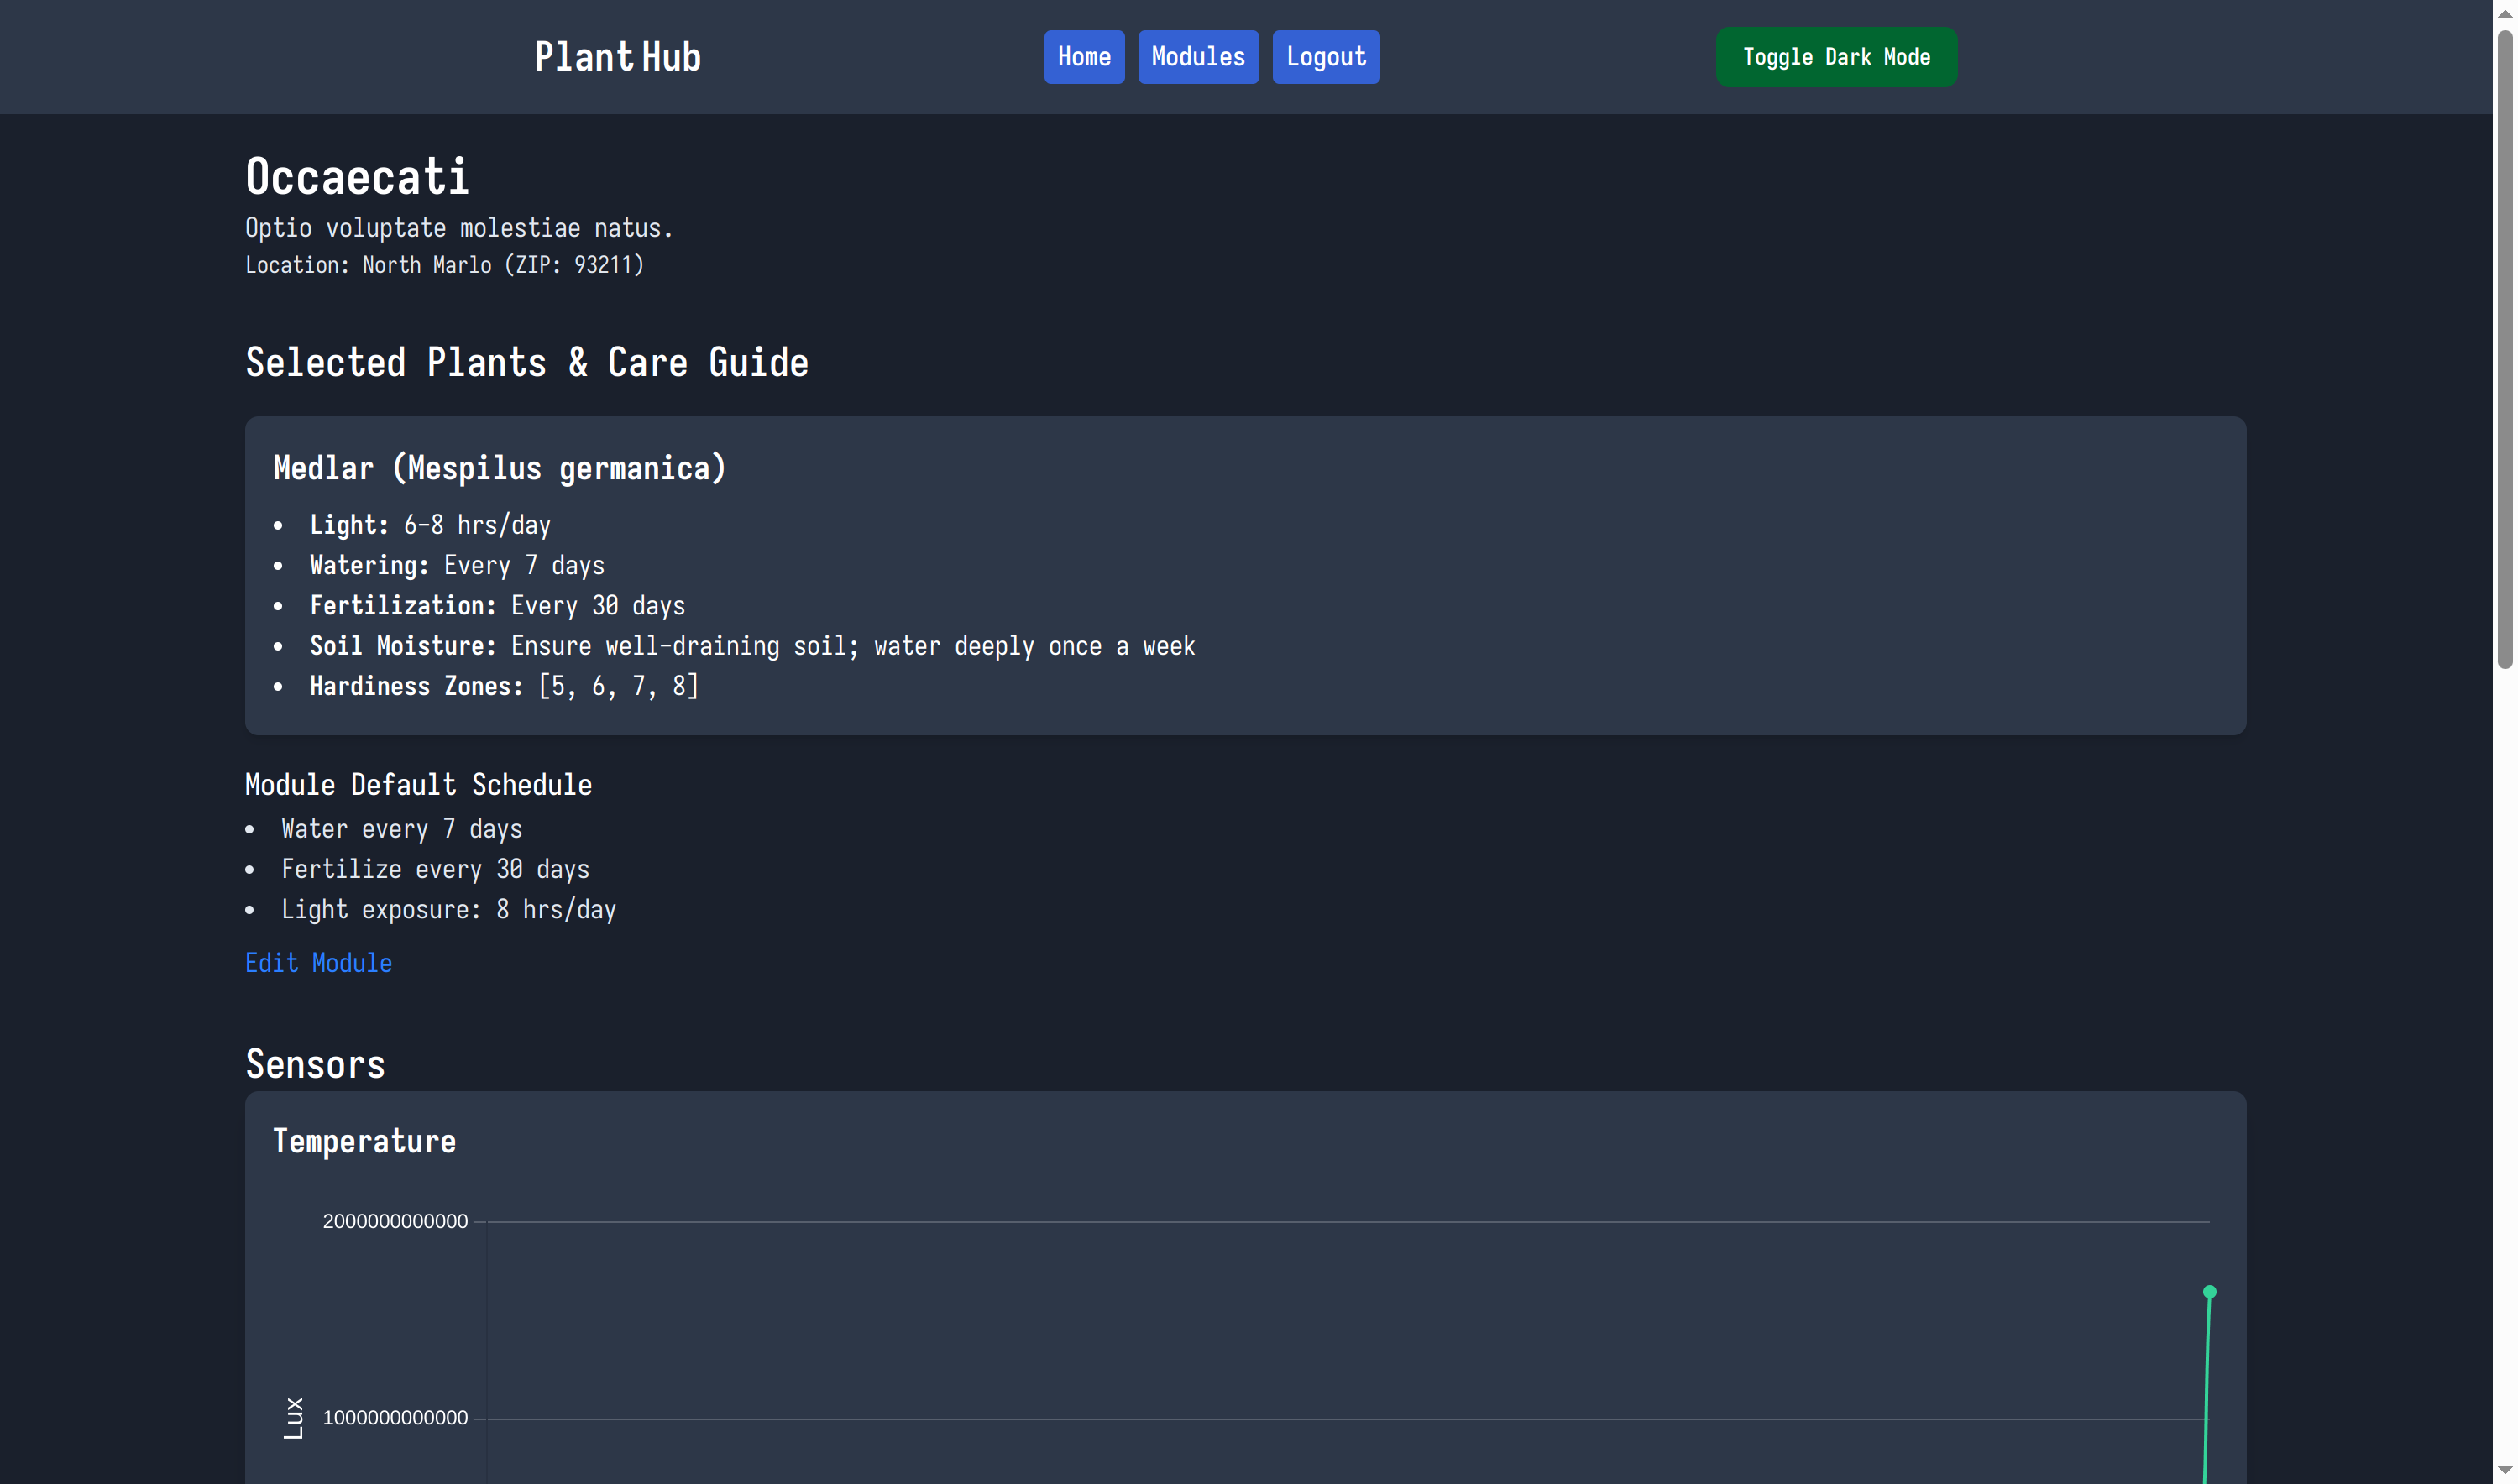 Plant Hub
Home Modules Logout
Toggle Dark Mode
Occaecati
Optio voluptate molestiae natus.
Location: North Marlo (ZIP: 93211)
Selected Plants & Care Guide
Medlar (Mespilus germanica)
• Light: 6-8 hrs/day
• Watering: Every 7 days
• Fertilization: Every 30 days
• Soil Moisture: Ensure well-draining soil; water deeply once a week
• Hardiness Zones: [5, 6, 7, 8]
Module Default Schedule
• Water every 7 days
• Fertilize every 30 days
• Light exposure: 8 hrs/day
Edit Module
Sensors
Temperature
2000000000000
1000000000000
Lux